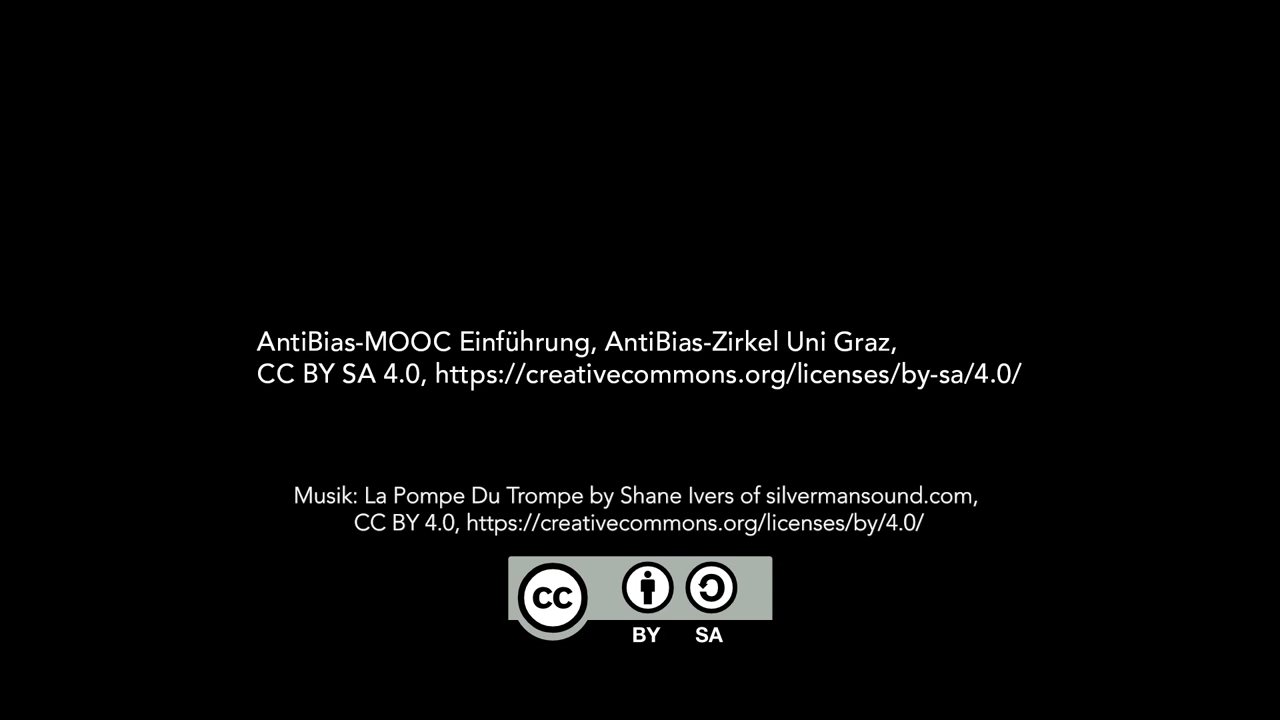 AntiBias-MOOC Einführung, AntiBias-Zirkel Uni Graz,
CC BY SA 4.0, https://creativecommons.org/licenses/by-sa/4.0/
Musik: La Pompe Du Trompe by Shane Ivers of silvermansound.com,
CC BY 4.0, https://creativecommons.org/licenses/by/4.0/
CC
BY SA